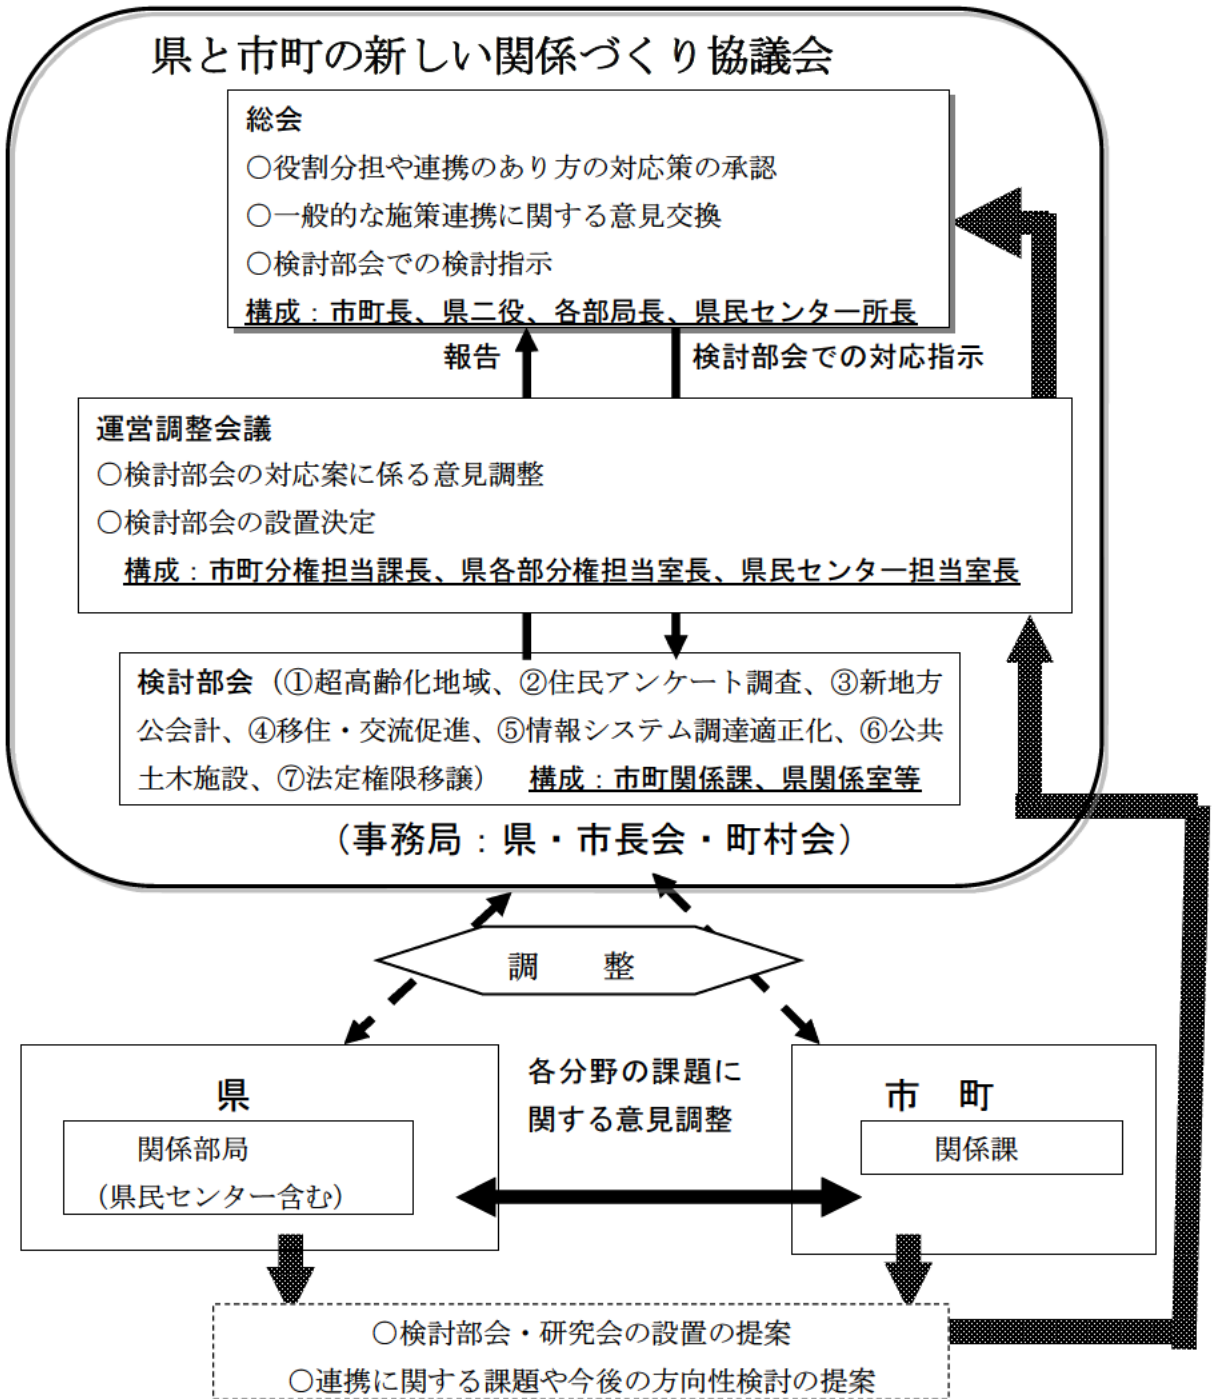 県と市町の新しい関係づくり協議会
総会
○役割分担や連携のあり方の対応策の承認
○一般的な施策連携に関する意見交換
○検討部会での検討指示
構成：市町長、県二役、各部局長、県民センター所長
報告
検討部会での対応指示
運営調整会議
○検討部会の対応案に係る意見調整
○検討部会の設置決定
構成：市町分権担当課長、県各部分権担当室長、県民センター担当室長
検討部会（①超高齢化地域、②住民アンケート調査、③新地方
公会計、④移住・交流促進、⑤情報システム調達適正化、⑥公共
土木施設、⑦法定権限移譲）　構成：市町関係課、県関係室等
（事務局：県・市長会・町村会）
調　整
県
関係部局
（県民センター含む）
各分野の課題に
関する意見調整
市　町
関係課
○検討部会・研究会の設置の提案
○連携に関する課題や今後の方向性検討の提案